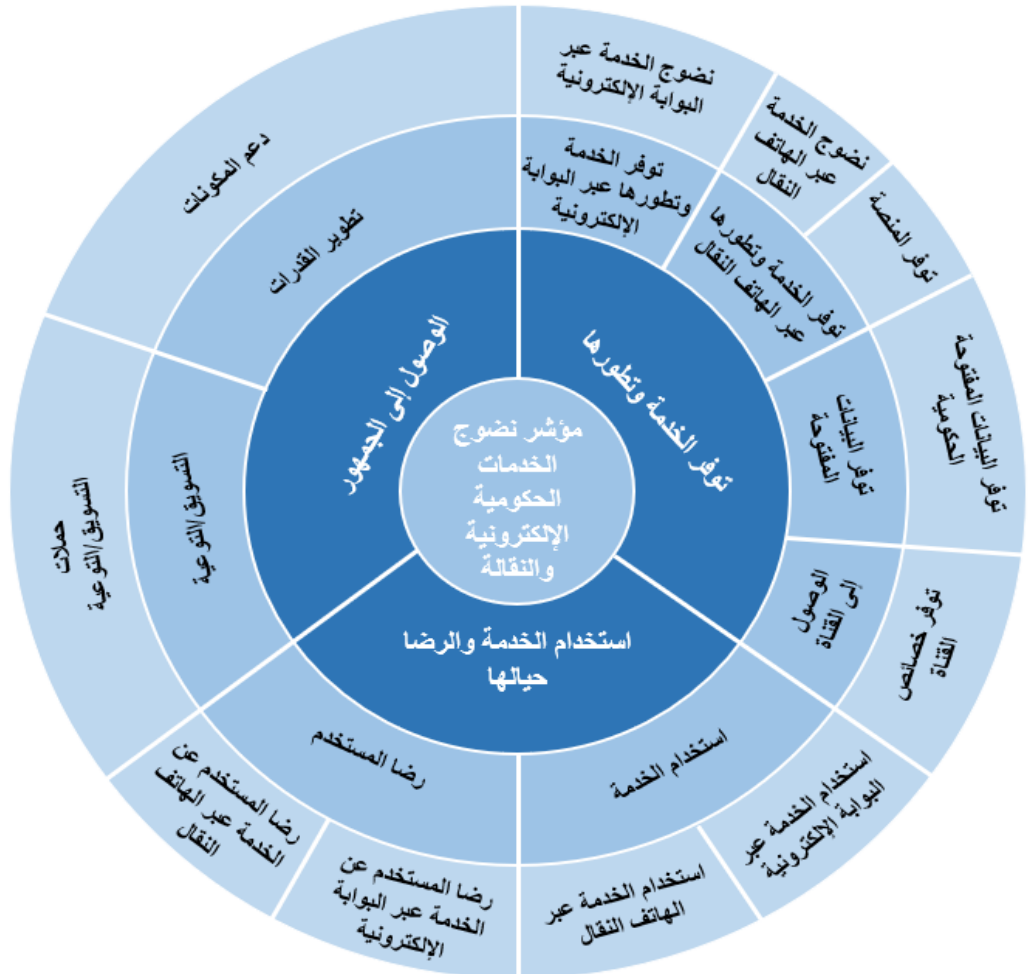 مؤشر نضوج
الخدمات
الحكومية
الإلكترونية
والنقالة
توفر الخدمة وتطورها
استخدام الخدمة والرضا
حيالها
الوصول إلى الجمهور
توفر الخدمة
وتطورها عبر البوابة
الإلكترونية
توفر الخدمة وتطورها
عبر الهاتف النقال
توفر البيانات
المفتوحة
الوصول
إلى القناة
استخدام الخدمة
رضا المستخدم
التسويق/التوعية
تطوير القدرات
نضوج الخدمة عبر
البوابة الإلكترونية
نضوج الخدمة
عبر الهاتف
النقال
توفر المنصة
توفر البيانات المفتوحة
الحكومية
توفر خصائص
القناة
استخدام الخدمة عبر
البوابة الإلكترونية
استخدام الخدمة عبر
الهاتف النقال
رضا المستخدم عن
الخدمة عبر البوابة
الإلكترونية
رضا المستخدم عن
الخدمة عبر الهاتف
النقال
حملات
التسويق/التوعية
دعم المكونات